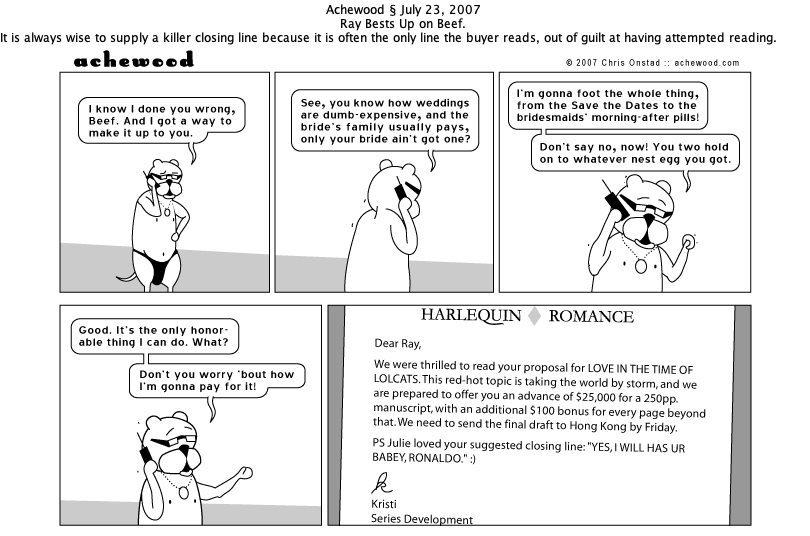 Achewood § July 23, 2007
Ray Bests Up on Beef.
It is always wise to supply a killer closing line because it is often the only line the buyer reads, out of guilt at having attempted reading.
achewood
© 2007 Chris Onstad :: achewood.com
I know I done you wrong,
Beef. And I got a way to
make it up to you.
See, you know how weddings
are dumb-expensive, and the
bride's family usually pays,
only your bride ain't got one?
I'm gonna foot the whole thing,
from the Save the Dates to the
bridesmaids' morning-after pills!
Don't say no, now! You two hold
on to whatever nest egg you got.
Good. It's the only honor-
able thing I can do. What?
Don't you worry 'bout how
I'm gonna pay for it!
HARLEQUIN ROMANCE
Dear Ray,
We were thrilled to read your proposal for LOVE IN THE TIME OF
LOLCATS. This red-hot topic is taking the world by storm, and we
are prepared to offer you an advance of $25,000 for a 250pp.
manuscript, with an additional $100 bonus for every page beyond
that. We need to send the final draft to Hong Kong by Friday.
PS Julie loved your suggested closing line: "YES, I WILL HAS UR
BABEY, RONALDO." :)
k
Kristi
Series Development